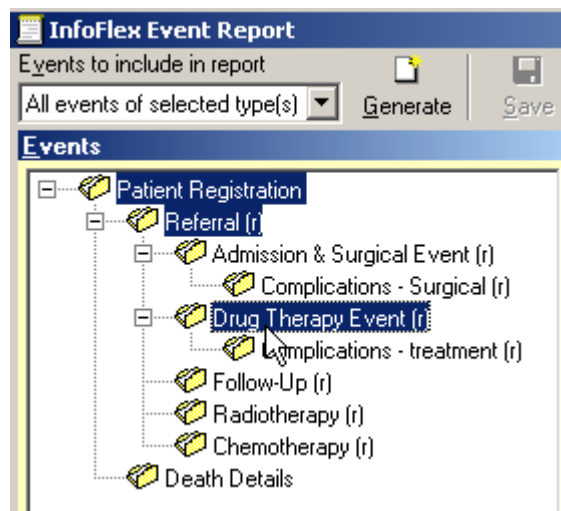 InfoFlex Event Report
Events to include in report
All events of selected type(s)
Generate
Save
Events
Patient Registration
Referral (r)
Admission & Surgical Event (r)
Complications - Surgical (r)
Drug Therapy Event (r)
Complications - treatment (r)
Follow-Up (r)
Radiotherapy (r)
Chemotherapy (r)
Death Details